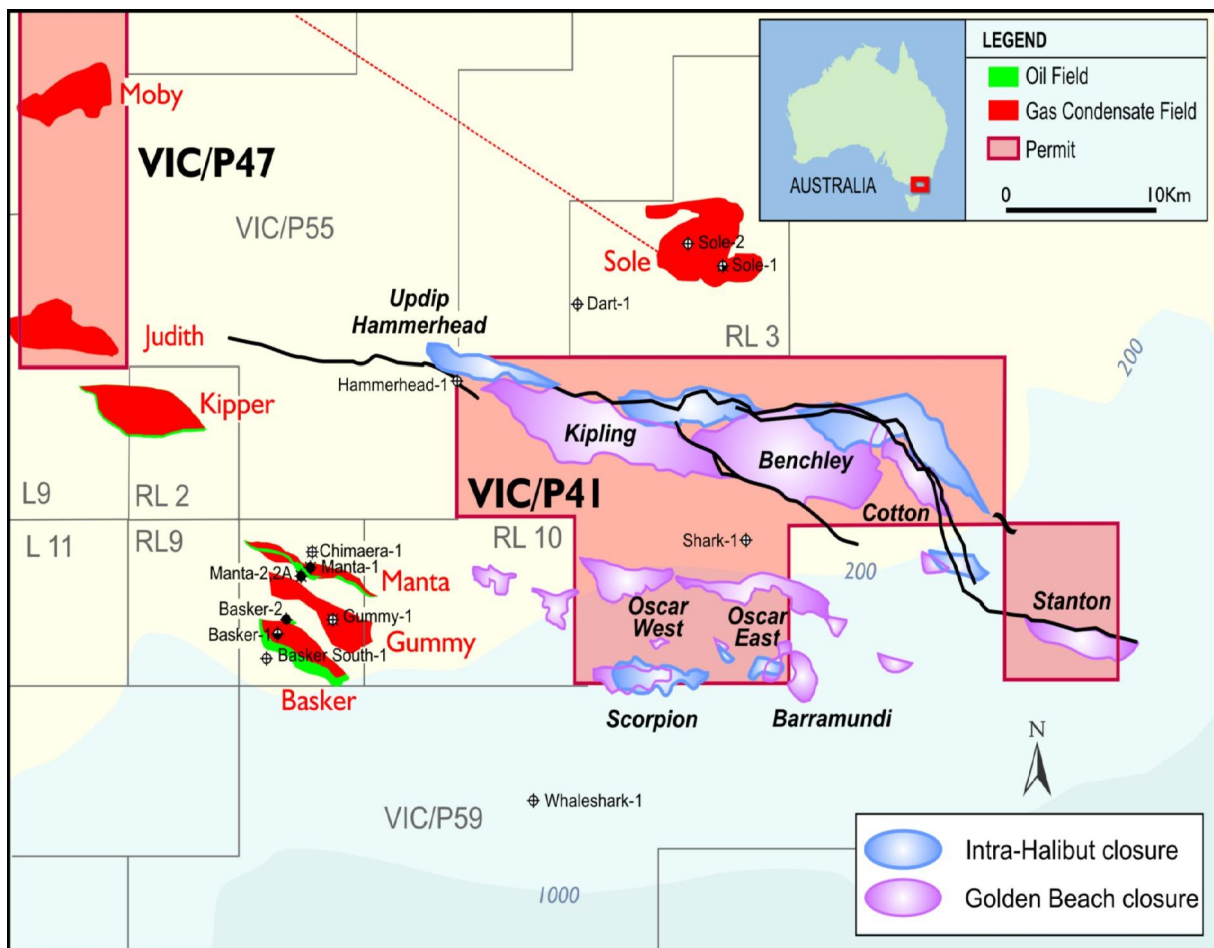 Moby
VIC/P47
VIC/P55
LEGEND
Oil Field
Gas Condensate Field
Permit
0 10Km
AUSTRALIA
Sole
Sole-2
Sole-1
Dart-1
RL 3
200
Updip
Hammerhead
Judith
Hammerhead-1
Kipper
Kipling
Benchley
L9
RL 2
VIC/P41
Cotton
L 11
RL9
RL 10
Shark-1
200
Chimaera-1
Manta-1
Manta-2,2A
Manta
Basker-2
Gummy-1
Basker-1
Gummy
Basker South-1
Basker
Oscar
West
Oscar
East
Stanton
Scorpion
Barramundi
N
Whaleshark-1
VIC/P59
1000
Intra-Halibut closure
Golden Beach closure